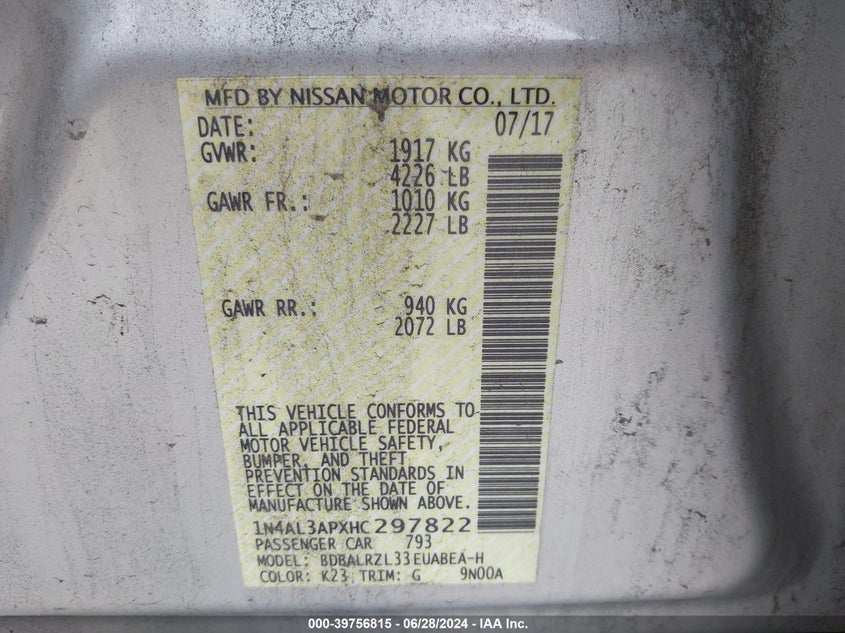 MFD BY NISSAN MOTOR CO., LTD.
DATE: 07/17
GVWR: 1917 KG
4226 LB
GAWR FR.: 1010 KG
2227 LB
GAWR RR.: 940 KG
2072 LB
THIS VEHICLE CONFORMS TO
ALL APPLICABLE FEDERAL
MOTOR VEHICLE SAFETY,
BUMPER, AND THEFT
PREVENTION STANDARDS IN
EFFECT ON THE DATE OF
MANUFACTURE SHOWN ABOVE.
1N4AL3APXHC297822
PASSENGER CAR 793
MODEL: BDBALRZL33EUABEA-H
COLOR: K23 TRIM: G 9N00A
000-39756815 - 06/28/2024 - IAA Inc.